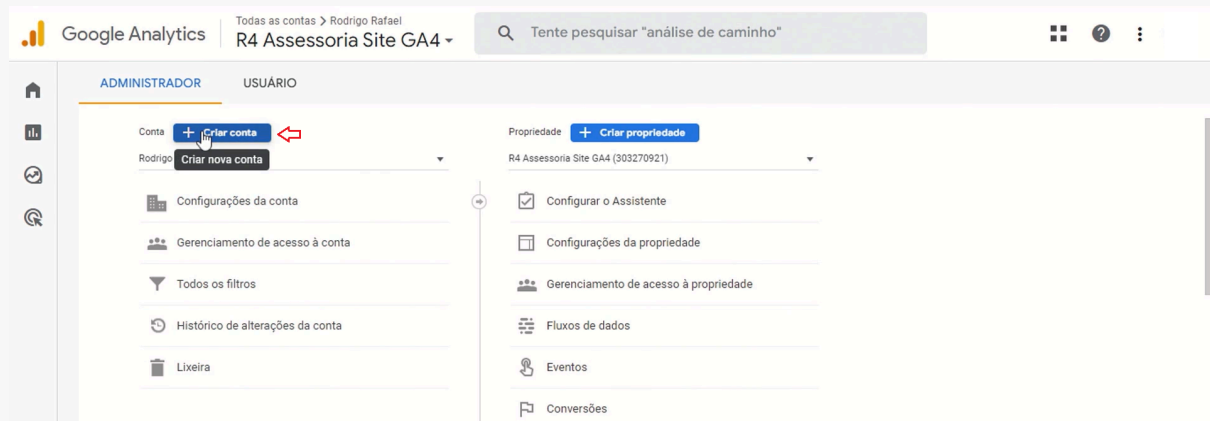 Google Analytics
Todas as contas > Rodrigo Rafael
R4 Assessoria Site GA4
Tente pesquisar "análise de caminho"
ADMINISTRADOR
USUÁRIO
Conta
+ Criar conta
Criar nova conta
Rodrigo
Configurações da conta
Gerenciamento de acesso à conta
Todos os filtros
Histórico de alterações da conta
Lixeira
Propriedade
+ Criar propriedade
R4 Assessoria Site GA4 (303270921)
Configurar o Assistente
Configurações da propriedade
Gerenciamento de acesso à propriedade
Fluxos de dados
Eventos
Conversões